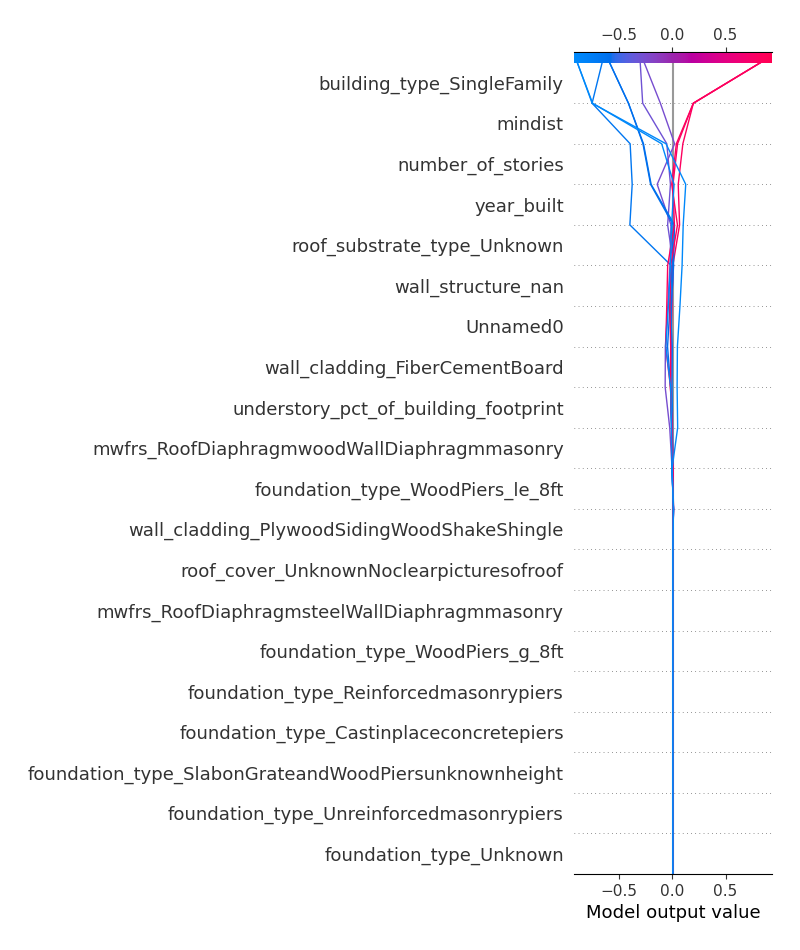 −0.5 0.0 0.5
building_type_SingleFamily
mindist
number_of_stories
year_built
roof_substrate_type_Unknown
wall_structure_nan
Unnamed0
wall_cladding_FiberCementBoard
understory_pct_of_building_footprint
mwfrs_RoofDiaphragmwoodWallDiaphragmmasonry
foundation_type_WoodPiers_le_8ft
wall_cladding_PlywoodSidingWoodShakeShingle
roof_cover_UnknownNoclearpicturesofroof
mwfrs_RoofDiaphragmsteelWallDiaphragmmasonry
foundation_type_WoodPiers_g_8ft
foundation_type_Reinforcedmasonrypiers
foundation_type_Castinplaceconcretepiers
foundation_type_SlabonGrateandWoodPiersunknownheight
foundation_type_Unreinforcedmasonrypiers
foundation_type_Unknown
−0.5 0.0 0.5
Model output value